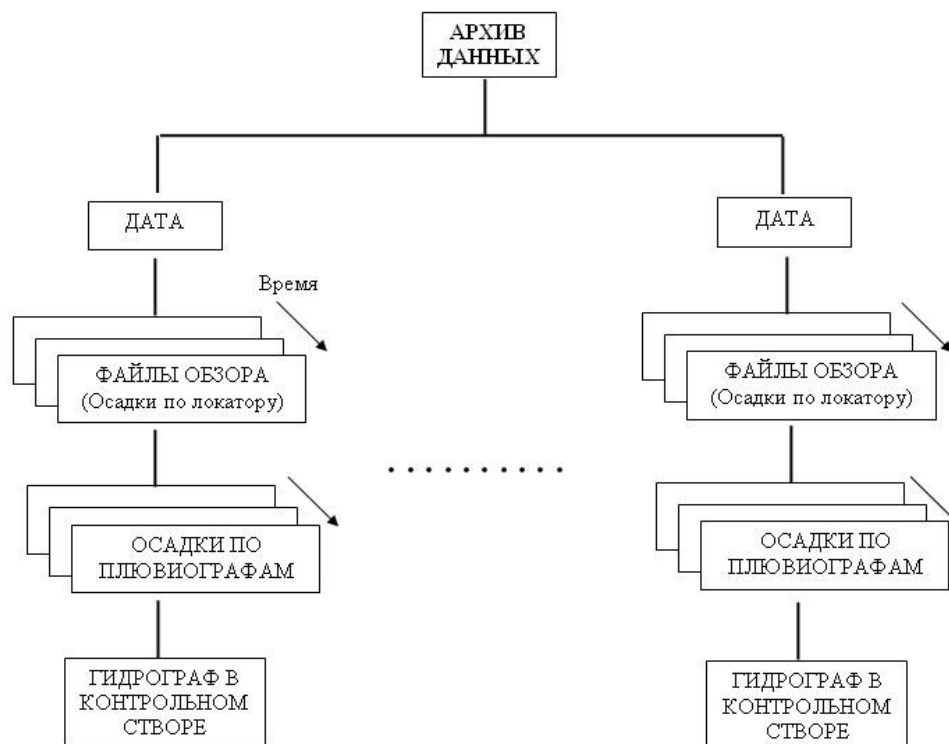 АРХИВ
ДАННЫХ
ДАТА
ДАТА
Время
ФАЙЛЫ ОБЗОРА
(Осадки по локатору)
ФАЙЛЫ ОБЗОРА
(Осадки по локатору)
ОСАДКИ ПО
ПЛЮВИОГРАФАМ
ОСАДКИ ПО
ПЛЮВИОГРАФАМ
ГИДРОГРАФ В
КОНТРОЛЬНОМ
СТВОРЕ
ГИДРОГРАФ В
КОНТРОЛЬНОМ
СТВОРЕ